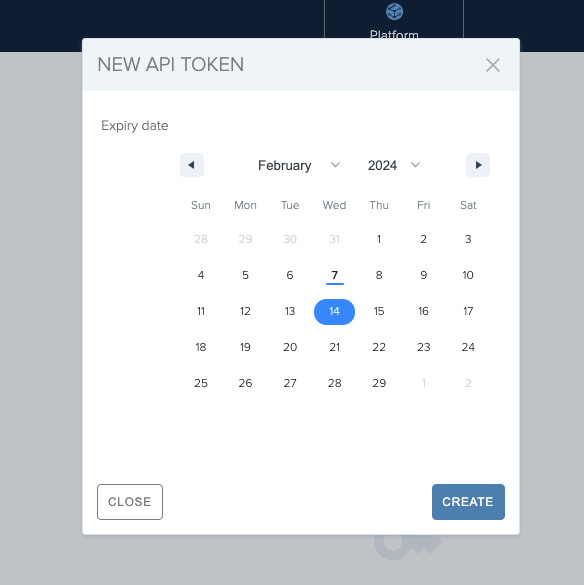 Platform
NEW API TOKEN
Expiry date
February 2024
Sun Mon Tue Wed Thu Fri Sat
28 29 30 31 1 2 3
4 5 6 7 8 9 10
11 12 13 14 15 16 17
18 19 20 21 22 23 24
25 26 27 28 29 1 2
CLOSE CREATE